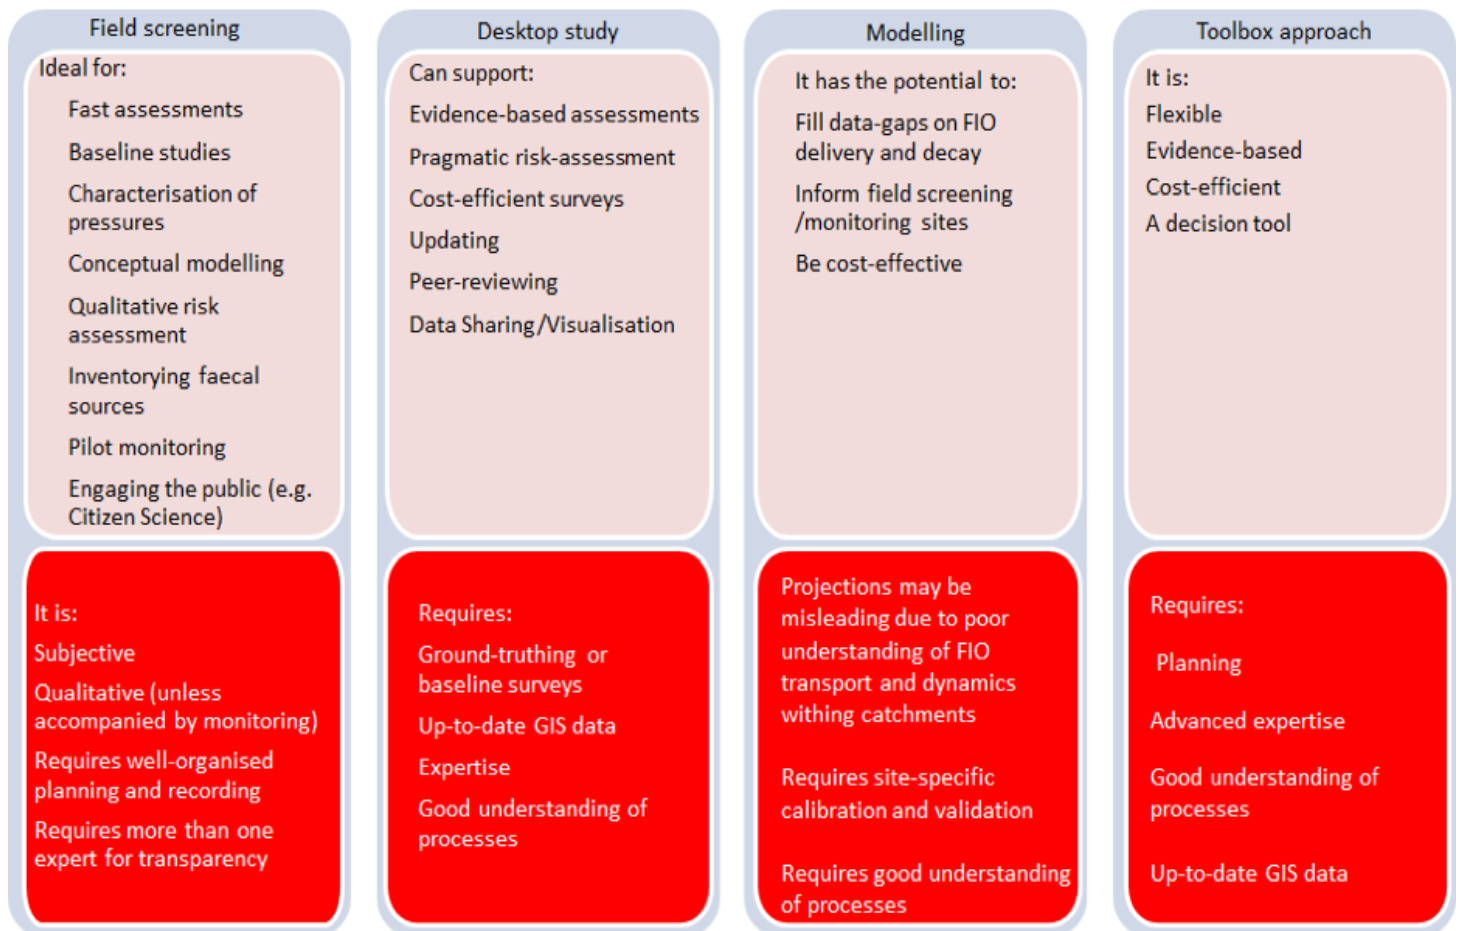 Field screening
Ideal for:
Fast assessments
Baseline studies
Characterisation of
pressures
Conceptual modelling
Qualitative risk
assessment
Inventorying faecal
sources
Pilot monitoring
Engaging the public (e.g.
Citizen Science)
It is:
Subjective
Qualitative (unless
accompanied by monitoring)
Requires well-organised
planning and recording
Requires more than one
expert for transparency
Desktop study
Can support:
Evidence-based assessments
Pragmatic risk-assessment
Cost-efficient surveys
Updating
Peer-reviewing
Data Sharing/Visualisation
Requires:
Ground-truthing or
baseline surveys
Up-to-date GIS data
Expertise
Good understanding of
processes
Modelling
It has the potential to:
Fill data-gaps on FIO
delivery and decay
Inform field screening
/monitoring sites
Be cost-effective
Projections may be
misleading due to poor
understanding of FIO
transport and dynamics
withing catchments
Requires site-specific
calibration and validation
Requires good understanding
of processes
Toolbox approach
It is:
Flexible
Evidence-based
Cost-efficient
A decision tool
Requires:
Planning
Advanced expertise
Good understanding of
processes
Up-to-date GIS data